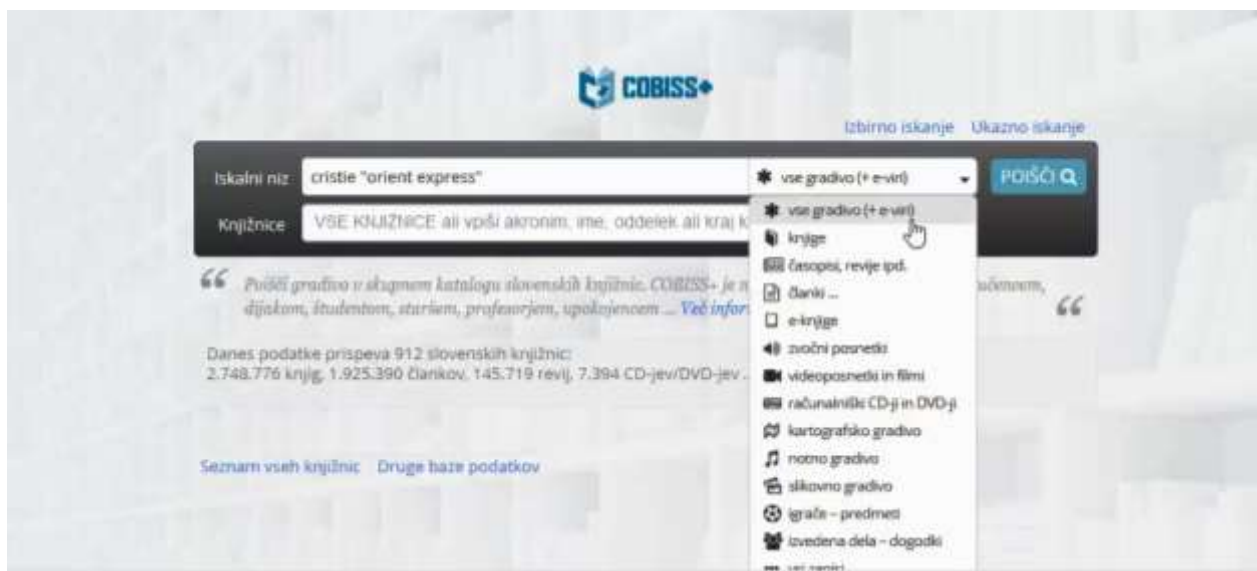 COBISS+
Izbirno iskanje Ukazno iskanje
Iskalni niz cristie "orient express" vse gradivo (+ e-viri) POIŠČI
Knjižnice VSE KNJIŽNICE ali vpiši akronim, ime, oddelek ali kraj k
vse gradivo (+ e-viri)
knjige
časopisi, revije ipd.
članki ...
e-knjige
zvočni posnetki
videoposnetki in filmi
računalniški CD-ji in DVD-ji
kartografsko gradivo
notno gradivo
slikovno gradivo
igrače – predmeti
izvedena dela – dogodki
vsi zapisi
Poišči gradivo v skupnem katalogu slovenskih knjižnic. COBISS+ je n učencem,
dijakom, študentom, staršem, profesorjem, upokojencem ... Več infor
Danes podatke prispeva 912 slovenskih knjižnic:
2.748.776 knjig, 1.925.390 člankov, 145.719 revij, 7.394 CD-jev/DVD-jev ..
Seznam vseh knjižnic Druge baze podatkov